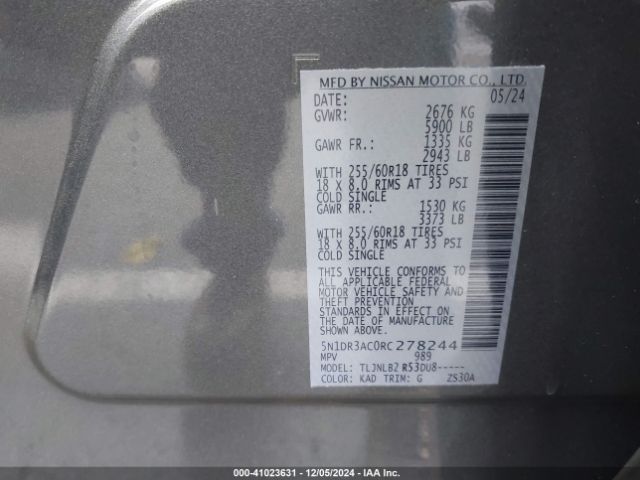 MFD BY NISSAN MOTOR CO., LTD.
DATE: 05/24
GVWR: 2676 KG
5900 LB
GAWR FR.: 1335 KG
2943 LB
WITH 255/60R18 TIRES
18 X 8.0 RIMS AT 33 PSI
COLD SINGLE
GAWR RR.: 1530 KG
3373 LB
WITH 255/60R18 TIRES
18 X 8.0 RIMS AT 33 PSI
COLD SINGLE
THIS VEHICLE CONFORMS TO
ALL APPLICABLE FEDERAL
MOTOR VEHICLE SAFETY AND
THEFT PREVENTION
STANDARDS IN EFFECT ON
THE DATE OF MANUFACTURE
SHOWN ABOVE.
5N1DR3AC0RC278244
MPV 989
MODEL: TLJNLB2 R53DU8-----
COLOR: KAD TRIM: G ZS30A
000-41023631 - 12/05/2024 - IAA Inc.